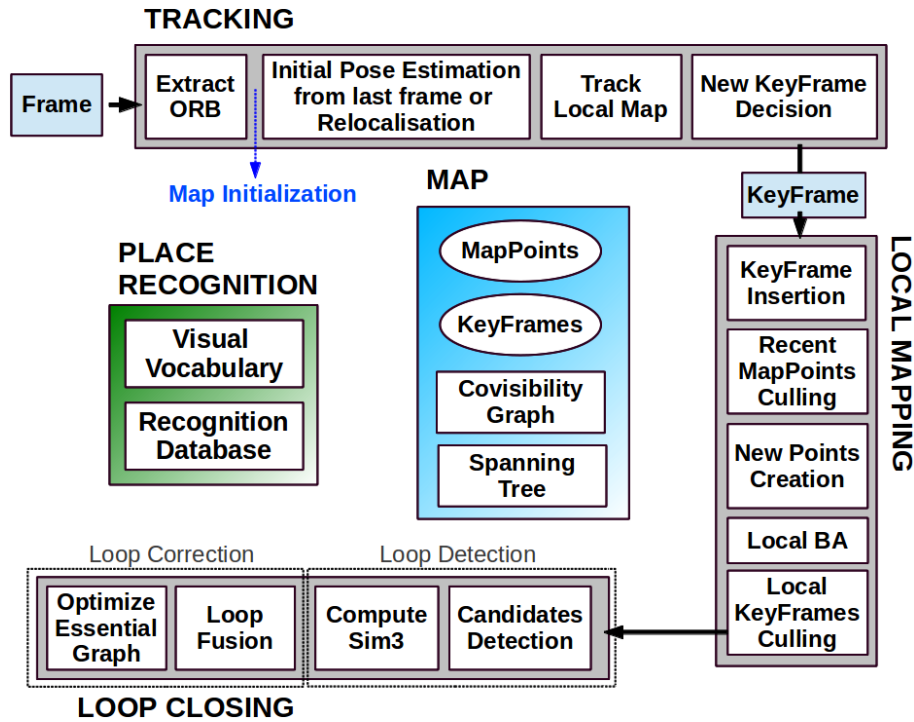 TRACKING
Frame
Extract
ORB
Initial Pose Estimation
from last frame or
Relocalisation
Track
Local Map
New KeyFrame
Decision
Map Initialization
MAP
KeyFrame
PLACE
RECOGNITION
Visual
Vocabulary
Recognition
Database
MapPoints
KeyFrames
Covisibility
Graph
Spanning
Tree
LOCAL MAPPING
KeyFrame
Insertion
Recent
MapPoints
Culling
New Points
Creation
Local BA
Local
KeyFrames
Culling
Loop Correction
Loop Detection
Optimize
Essential
Graph
Loop
Fusion
Compute
Sim3
Candidates
Detection
LOOP CLOSING